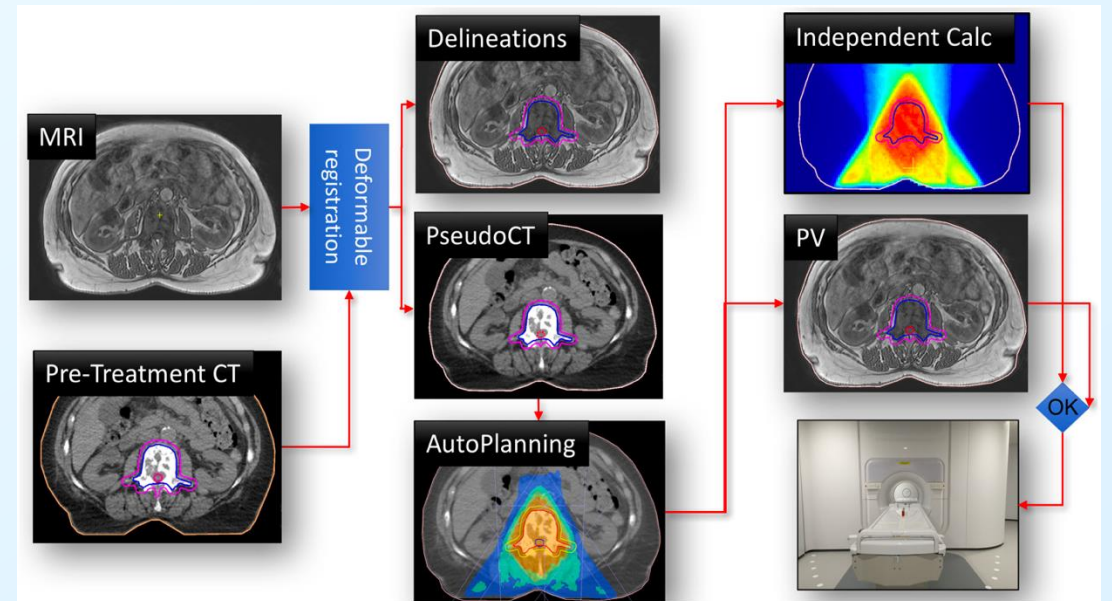 MRI
Pre-Treatment CT
Deformable
registration
Delineations
PseudoCT
AutoPlanning
Independent Calc
PV
OK